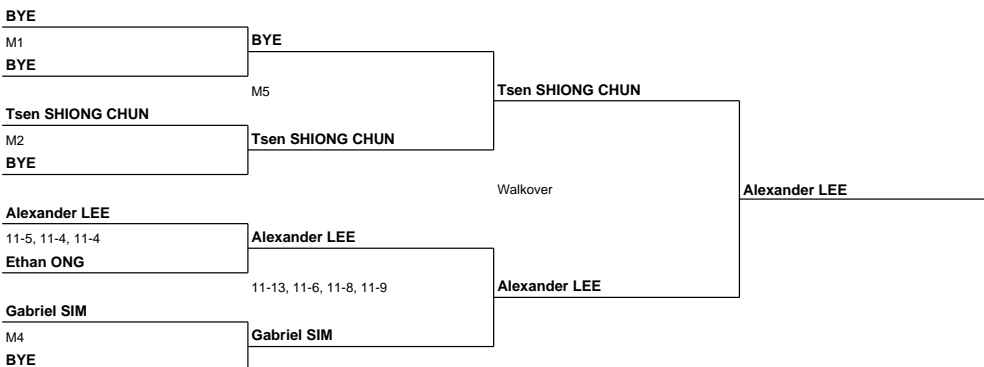 BYE
M1
BYE
BYE
M5
Tsen SHIONG CHUN
Tsen SHIONG CHUN
M2
Tsen SHIONG CHUN
BYE
Walkover
Alexander LEE
Alexander LEE
11-5, 11-4, 11-4
Alexander LEE
Ethan ONG
11-13, 11-6, 11-8, 11-9
Alexander LEE
Gabriel SIM
M4
Gabriel SIM
BYE